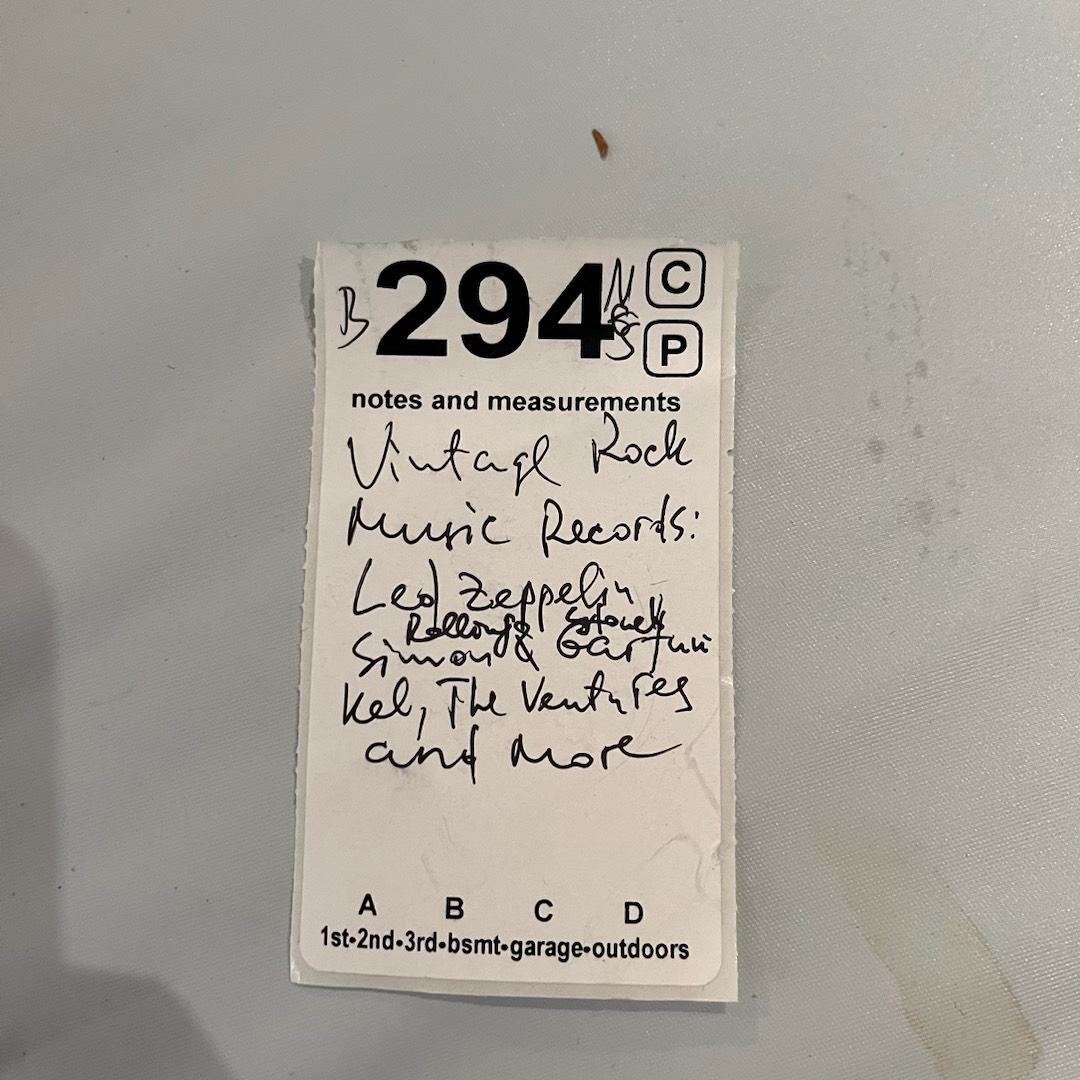 B 294 C
P
notes and measurements
Vintage Rock
Music Records:
Led Zeppelin,
Rolling Stones
Simon & Garfun
kel, The Ventures
and more
A B C D
1st•2nd•3rd•bsmt•garage•outdoors